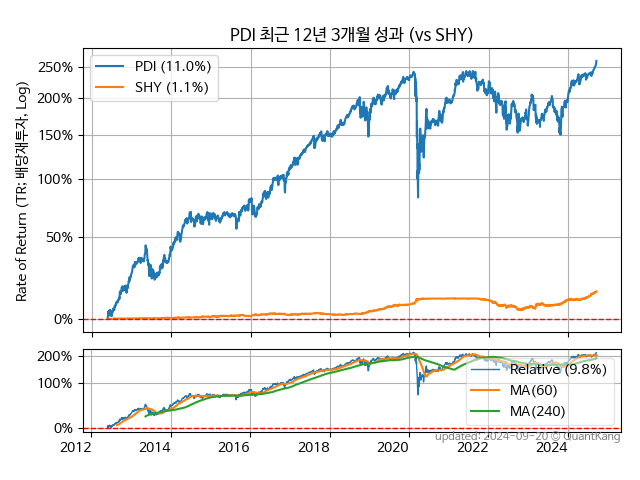 PDI 최근 12년 3개월 성과 (vs SHY)
Rate of Return (TR; 배당재투자, Log)
250%
200%
150%
100%
50%
0%
PDI (11.0%)
SHY (1.1%)
200%
100%
0%
Relative (9.8%)
MA(60)
MA(240)
2012
2014
2016
2018
2020
2022
2024
updated: 2024-09-20 © QuantKang